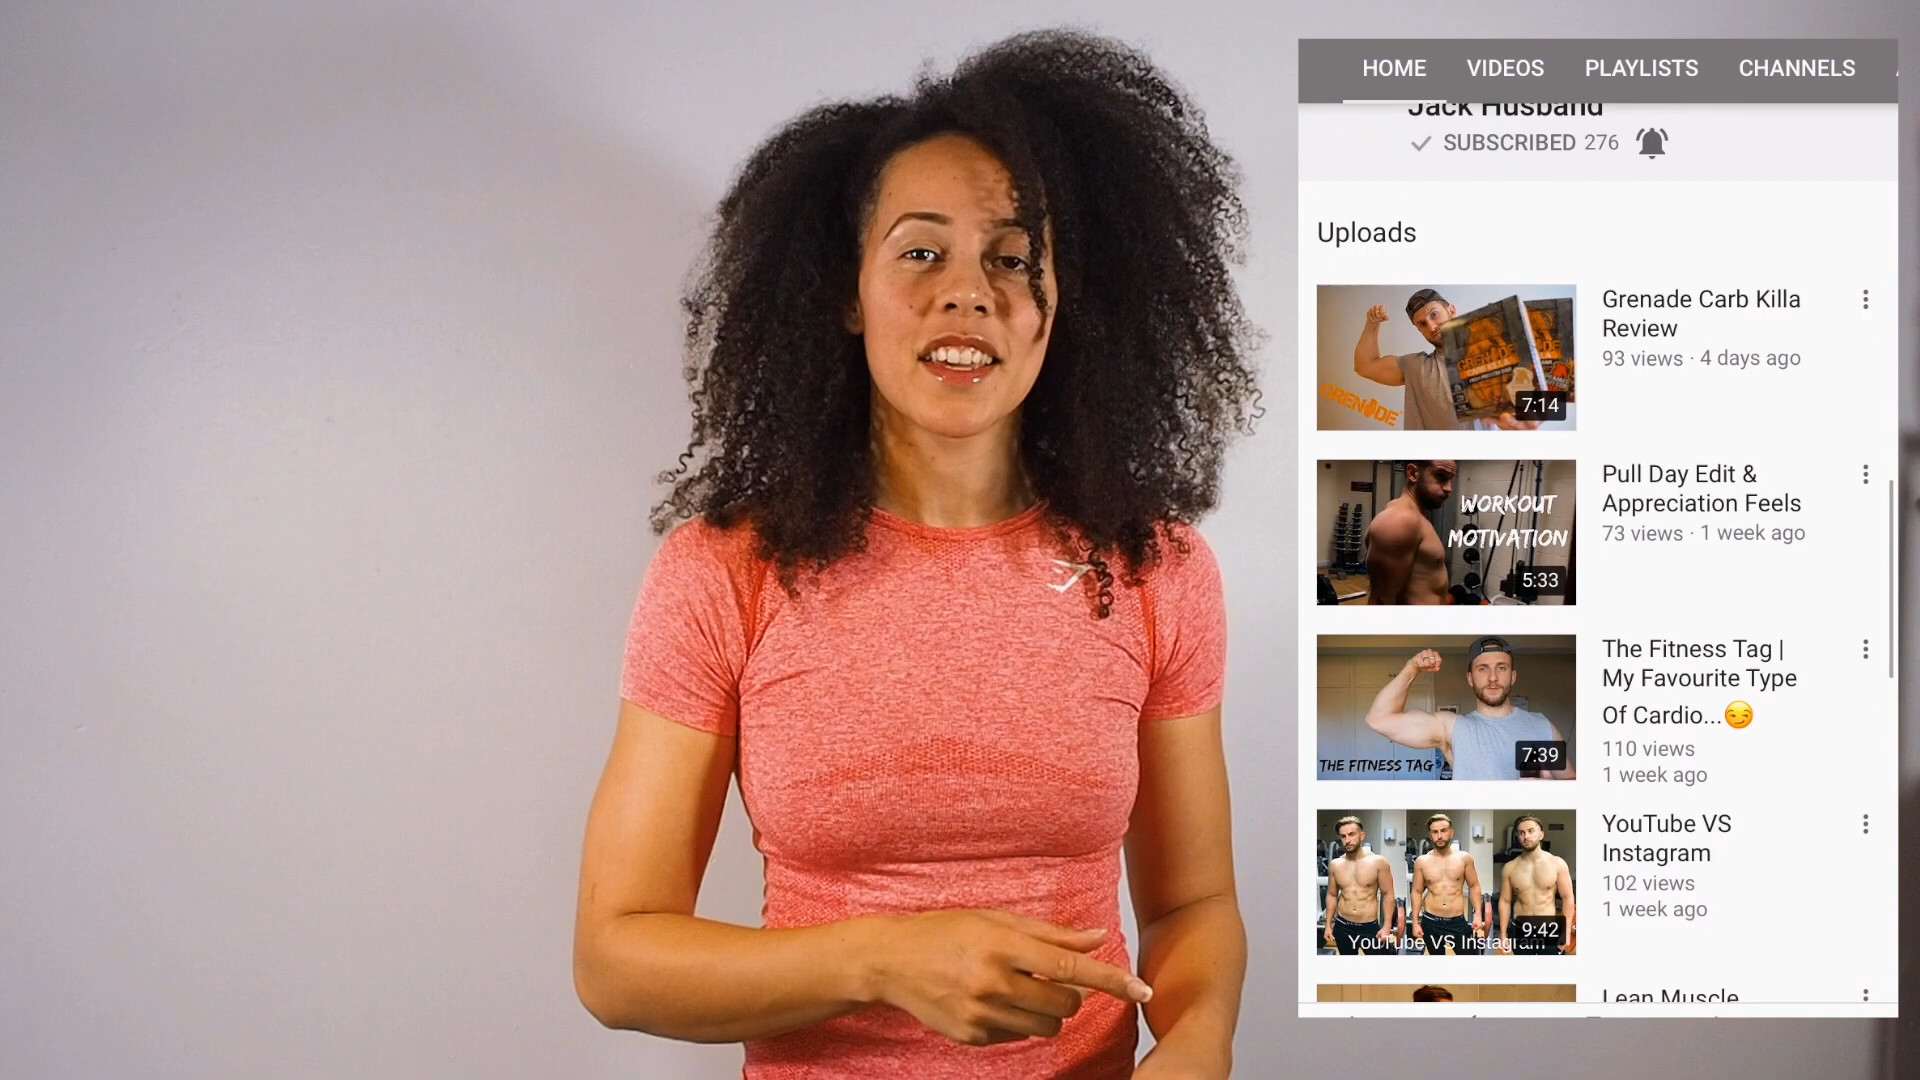 HOME VIDEOS PLAYLISTS CHANNELS
Jack Husband
SUBSCRIBED 276
Uploads
GRENADE
CARB KILLA
GRENADE
7:14
Grenade Carb Killa
Review
93 views · 4 days ago
WORKOUT
MOTIVATION
5:33
Pull Day Edit &
Appreciation Feels
73 views · 1 week ago
THE FITNESS TAG
7:39
The Fitness Tag |
My Favourite Type
Of Cardio...😏
110 views
1 week ago
YouTube VS Instagram
9:42
YouTube VS
Instagram
102 views
1 week ago
Lean Muscle